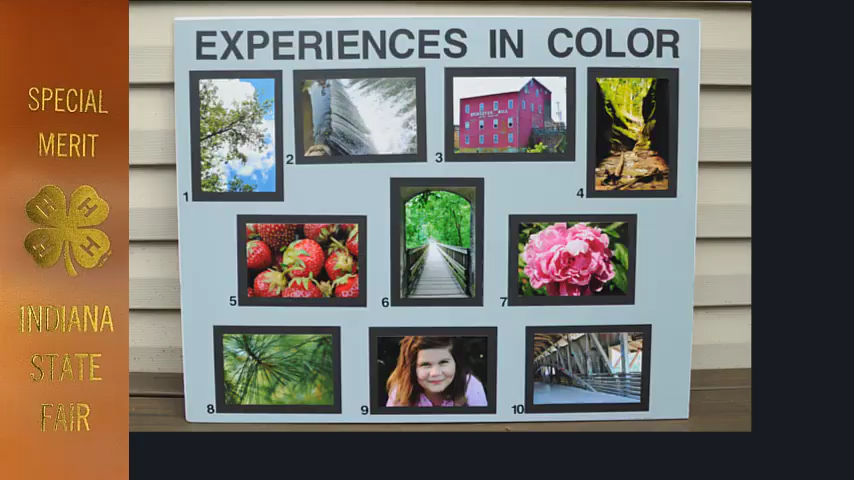 SPECIAL
MERIT
H H
H H
INDIANA
STATE
FAIR
EXPERIENCES IN COLOR
1
2
3
4
5
6
7
8
9
10